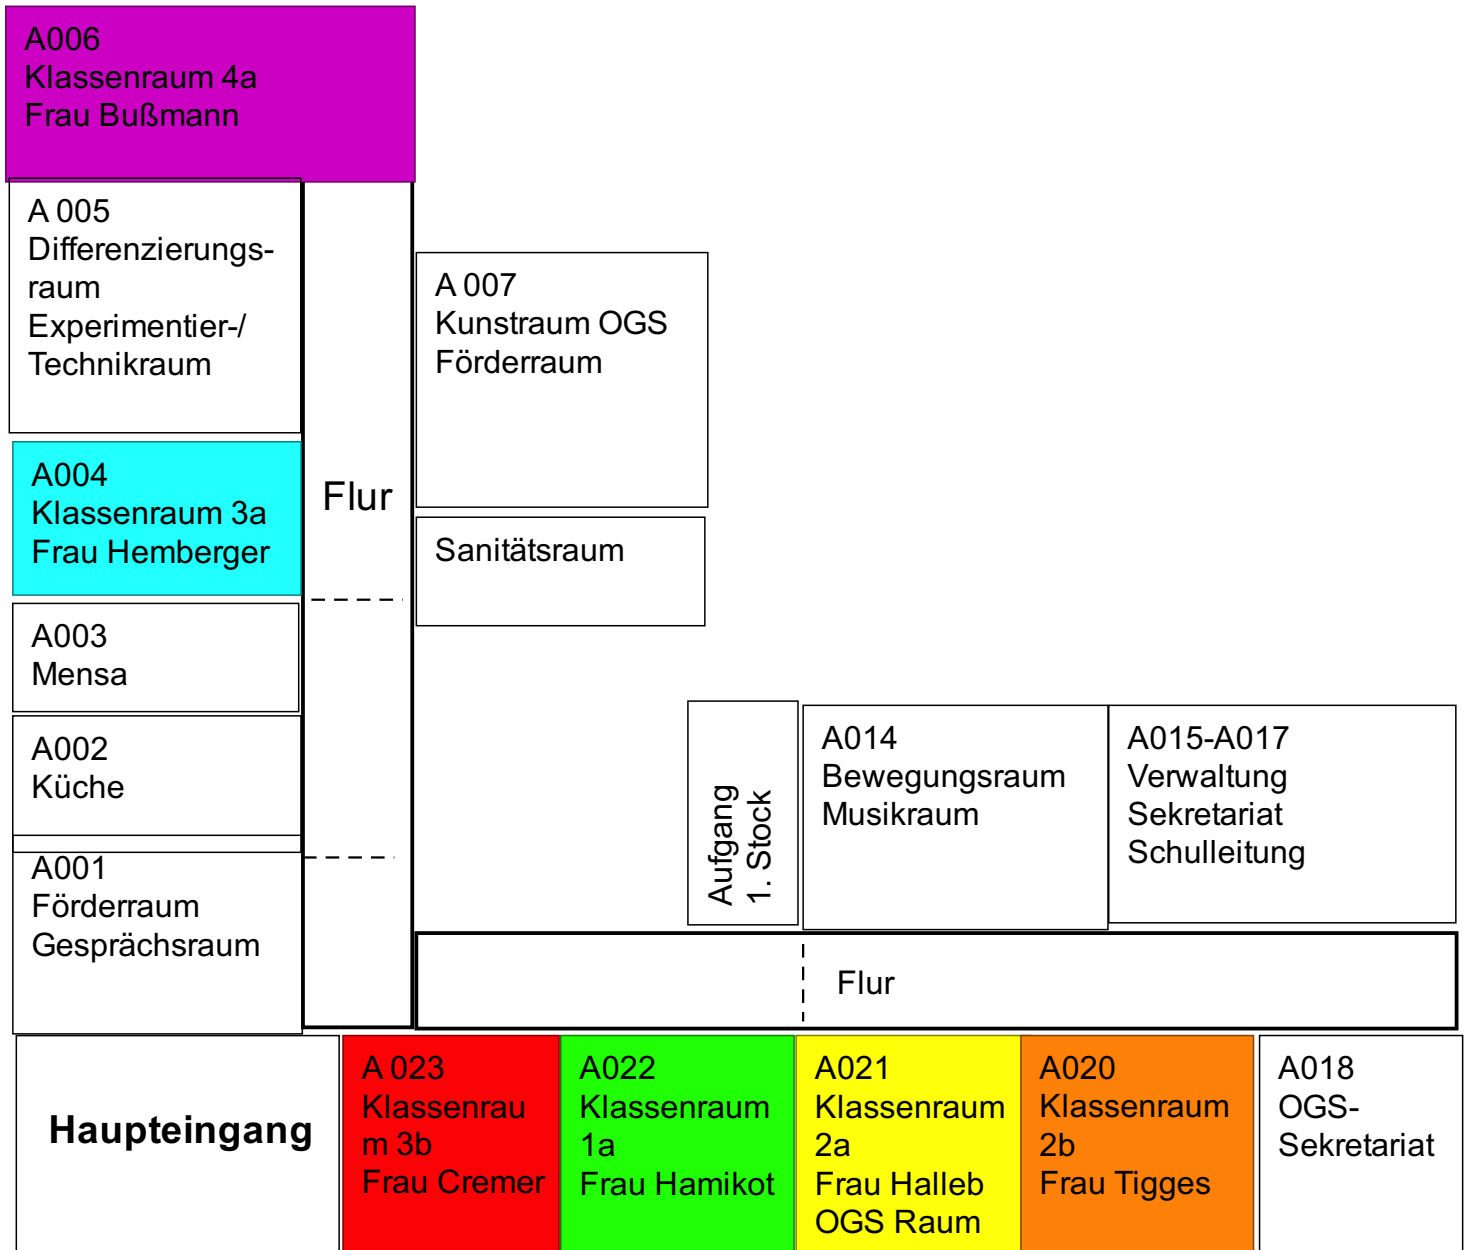 A006
Klassenraum 4a
Frau Bußmann
A 005
Differenzierungs-
raum
Experimentier-/
Technikraum
A 007
Kunstraum OGS
Förderraum
A004
Klassenraum 3a
Frau Hemberger
Flur
Sanitätsraum
A003
Mensa
A002
Küche
A001
Förderraum
Gesprächsraum
Aufgang
1. Stock
A014
Bewegungsraum
Musikraum
A015-A017
Verwaltung
Sekretariat
Schulleitung
Flur
Haupteingang
A 023
Klassenrau
m 3b
Frau Cremer
A022
Klassenraum
1a
Frau Hamikot
A021
Klassenraum
2a
Frau Halleb
OGS Raum
A020
Klassenraum
2b
Frau Tigges
A018
OGS-
Sekretariat